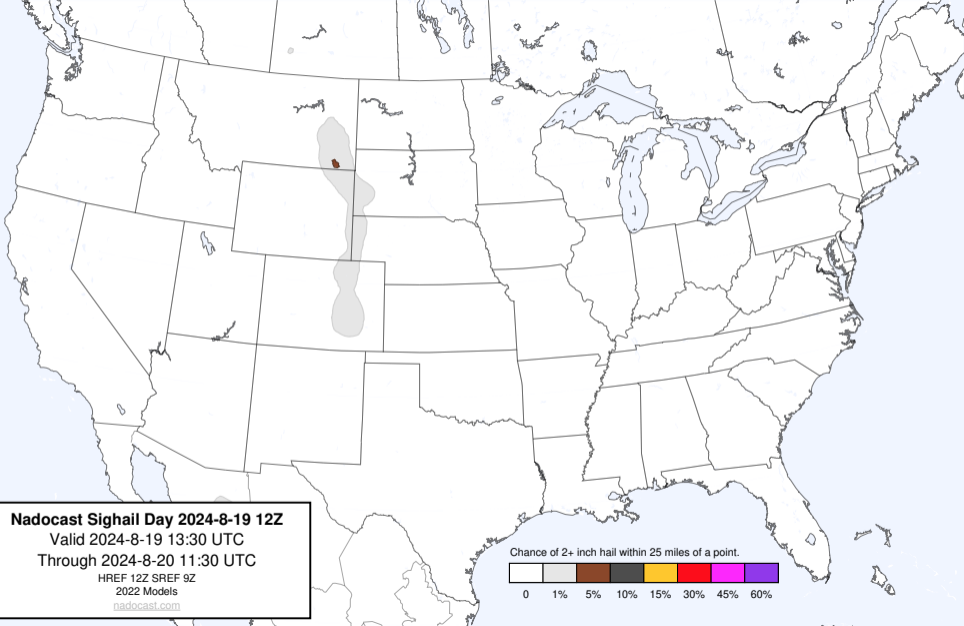 Nadocast Sighail Day 2024-8-19 12Z
Valid 2024-8-19 13:30 UTC
Through 2024-8-20 11:30 UTC
HREF 12Z SREF 9Z
2022 Models
nadocast.com
Chance of 2+ inch hail within 25 miles of a point.
0 1% 5% 10% 15% 30% 45% 60%